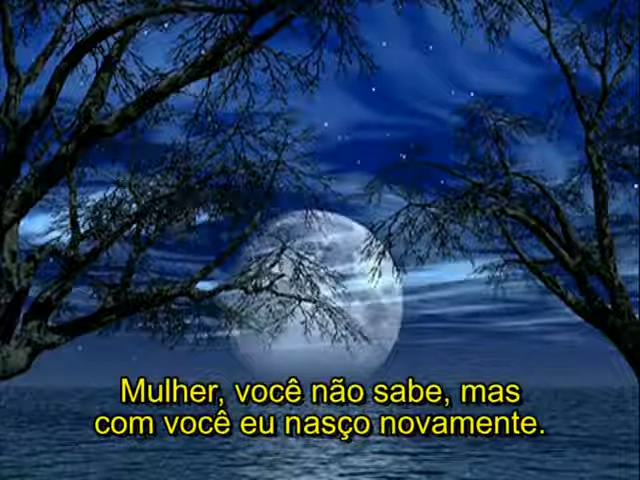 Mulher, você não sabe, mas
com você eu nasço novamente.